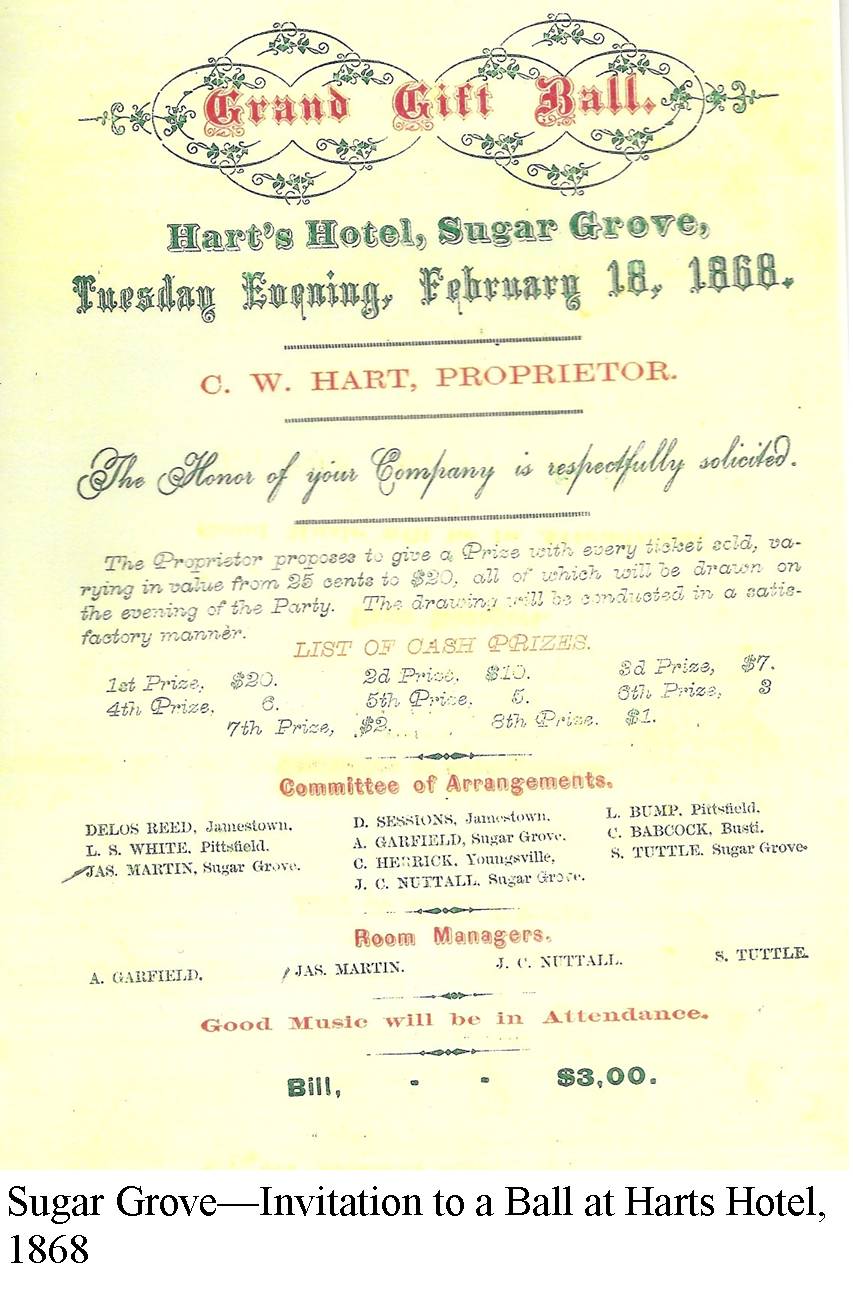 Grand Gift Ball.
Hart's Hotel, Sugar Grove,
Tuesday Evening, February 18, 1868.
C. W. HART, PROPRIETOR.
The Honor of your Company is respectfully solicited.
The Proprietor proposes to give a Prize with every ticket sold, va-
rying in value from 25 cents to $20, all of which will be drawn on
the evening of the Party. The drawing will be conducted in a satis-
factory manner.
LIST OF CASH PRIZES.
1st Prize, $20. 2d Prize, $10. 3d Prize, $7.
4th Prize, 6. 5th Prize, 5. 6th Prize, 3
7th Prize, $2. 8th Prize. $1.
Committee of Arrangements.
DELOS REED, Jamestown.
L. S. WHITE, Pittsfield.
JAS. MARTIN, Sugar Grove.
D. SESSIONS, Jamestown.
A. GARFIELD, Sugar Grove.
C. HERRICK, Youngsville,
J. C. NUTTALL, Sugar Grove.
L. BUMP, Pittsfield.
C. BABCOCK, Busti.
S. TUTTLE, Sugar Grove.
Room Managers.
A. GARFIELD. JAS. MARTIN. J. C. NUTTALL. S. TUTTLE.
Good Music will be in Attendance.
Bill, - - $3,00.
Sugar Grove—Invitation to a Ball at Harts Hotel,
1868